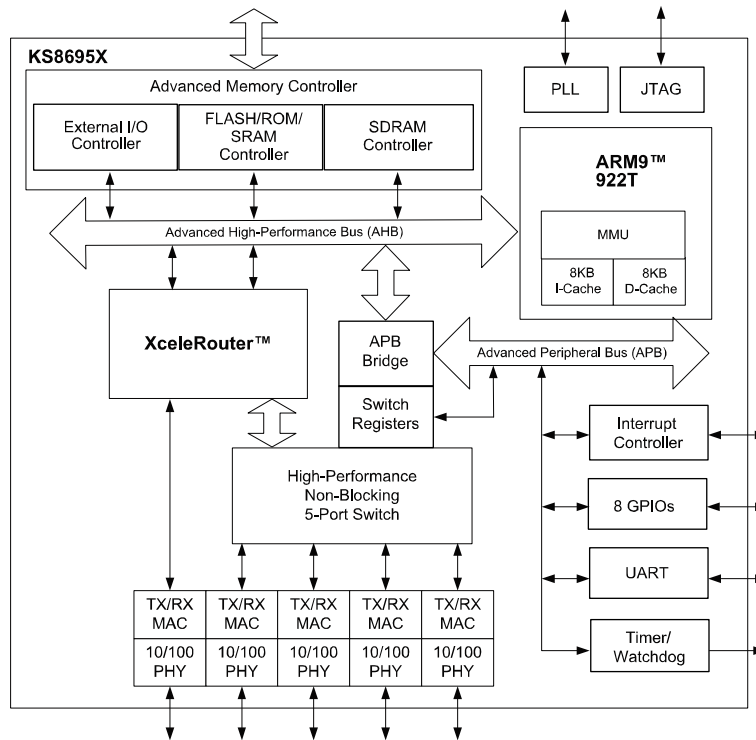 KS8695X
Advanced Memory Controller
External I/O
Controller
FLASH/ROM/
SRAM
Controller
SDRAM
Controller
PLL
JTAG
ARM9™
922T
MMU
8KB
I-Cache
8KB
D-Cache
Advanced High-Performance Bus (AHB)
XceleRouter™
APB
Bridge
Advanced Peripheral Bus (APB)
Switch
Registers
High-Performance
Non-Blocking
5-Port Switch
Interrupt
Controller
8 GPIOs
UART
Timer/
Watchdog
TX/RX
MAC
TX/RX
MAC
TX/RX
MAC
TX/RX
MAC
TX/RX
MAC
10/100
PHY
10/100
PHY
10/100
PHY
10/100
PHY
10/100
PHY